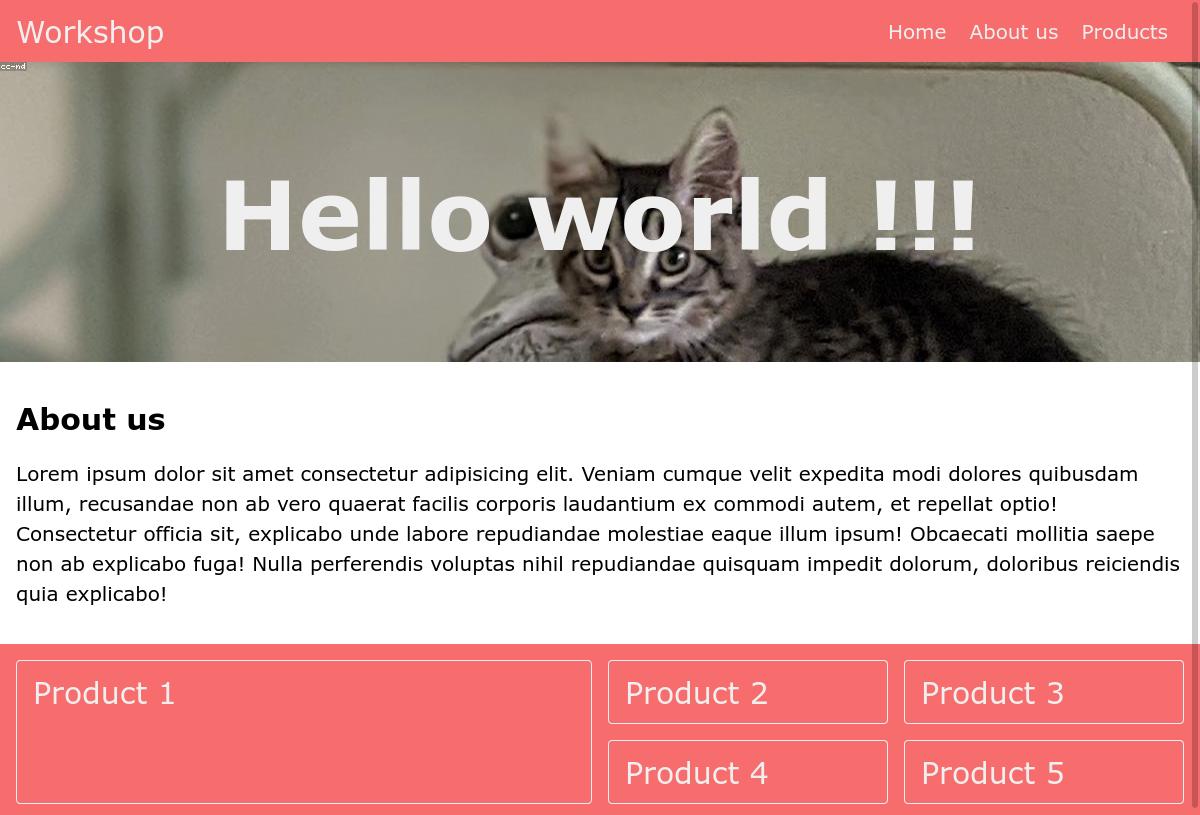 Workshop
Home About us Products
cc-nd
Hello world !!!
About us
Lorem ipsum dolor sit amet consectetur adipisicing elit. Veniam cumque velit expedita modi dolores quibusdam
illum, recusandae non ab vero quaerat facilis corporis laudantium ex commodi autem, et repellat optio!
Consectetur officia sit, explicabo unde labore repudiandae molestiae eaque illum ipsum! Obcaecati mollitia saepe
non ab explicabo fuga! Nulla perferendis voluptas nihil repudiandae quisquam impedit dolorum, doloribus reiciendis
quia explicabo!
Product 1
Product 2
Product 3
Product 4
Product 5